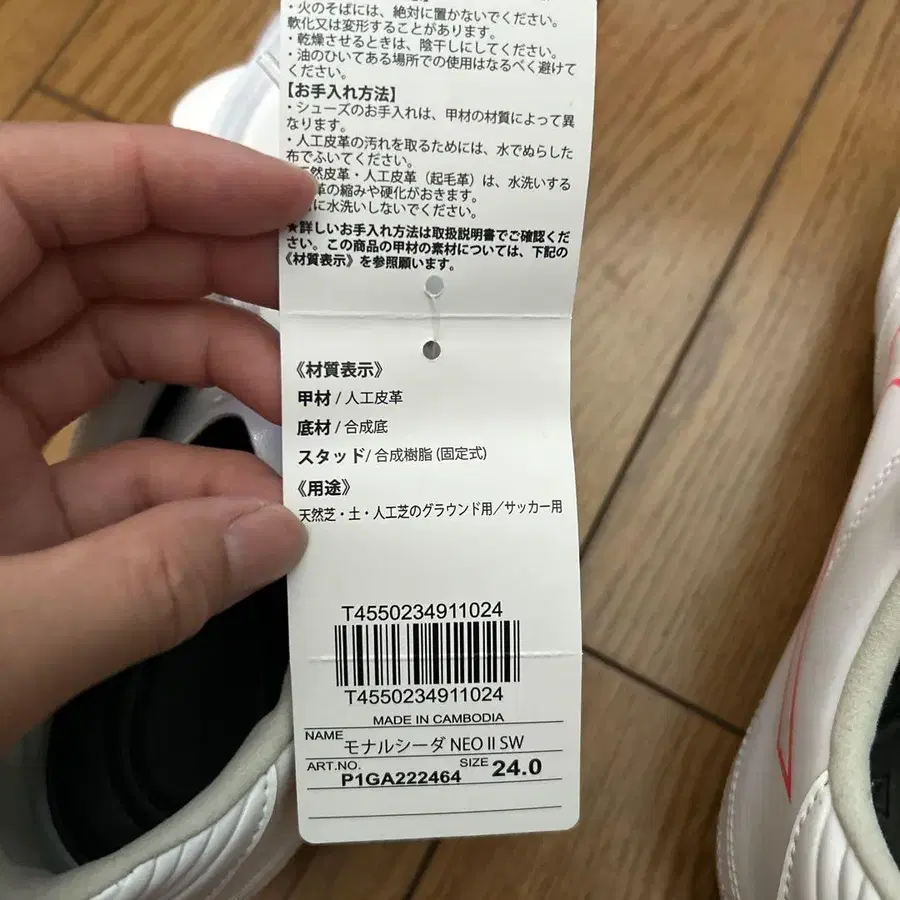 ・火のそばには、絶対に置かないでください。
軟化又は変形することがあります。
・乾燥させるときは、陰干しにしてください。
・油のひいてある場所での使用はなるべく避けて
ください。
【お手入れ方法】
・シューズのお手入れは、甲材の材質によって異
なります。
・人工皮革の汚れを取るためには、水でぬらした
布でふいてください。
然皮革・人工皮革（起毛革）は、水洗いする
革の縮みや硬化がおきます。
に水洗いしないでください。
★詳しいお手入れ方法は取扱説明書でご確認くだ
さい。この商品の甲材の素材については、下記の
《材質表示》を参照願います。
《材質表示》
甲材 / 人工皮革
底材 / 合成底
スタッド/ 合成樹脂 (固定式)
《用途》
天然芝・土・人工芝のグラウンド用／サッカー用
T4550234911024
T4550234911024
MADE IN CAMBODIA
NAME モナルシーダ NEO II SW
ART.NO. P1GA222464 SIZE 24.0